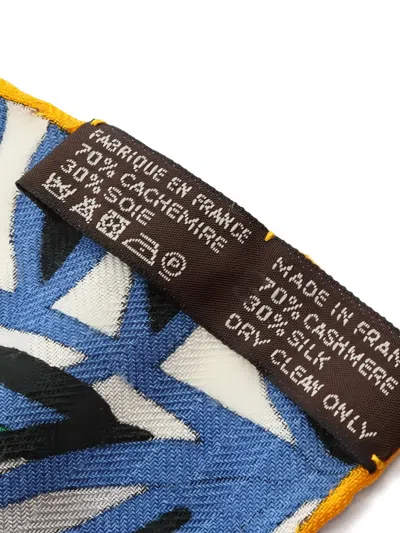 FABRIQUE EN FRANCE
70% CACHEMIRE
30% SOIE
P
MADE IN FRAN
70% CASHMERE
30% SILK
DRY CLEAN ONLY